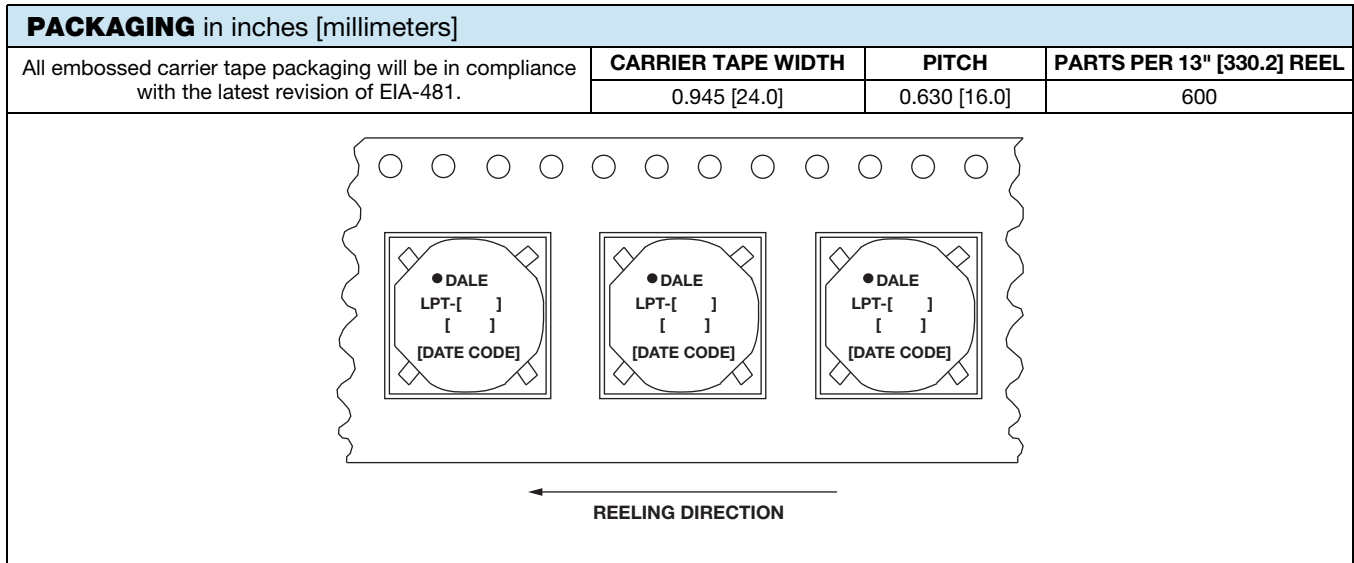 PACKAGING in inches [millimeters]
All embossed carrier tape packaging will be in compliance
with the latest revision of EIA-481.
CARRIER TAPE WIDTH PITCH PARTS PER 13" [330.2] REEL
0.945 [24.0] 0.630 [16.0] 600
DALE DALE DALE
LPT-[ ] LPT-[ ] LPT-[ ]
[ ] [ ] [ ]
[DATE CODE] [DATE CODE] [DATE CODE]
REELING DIRECTION